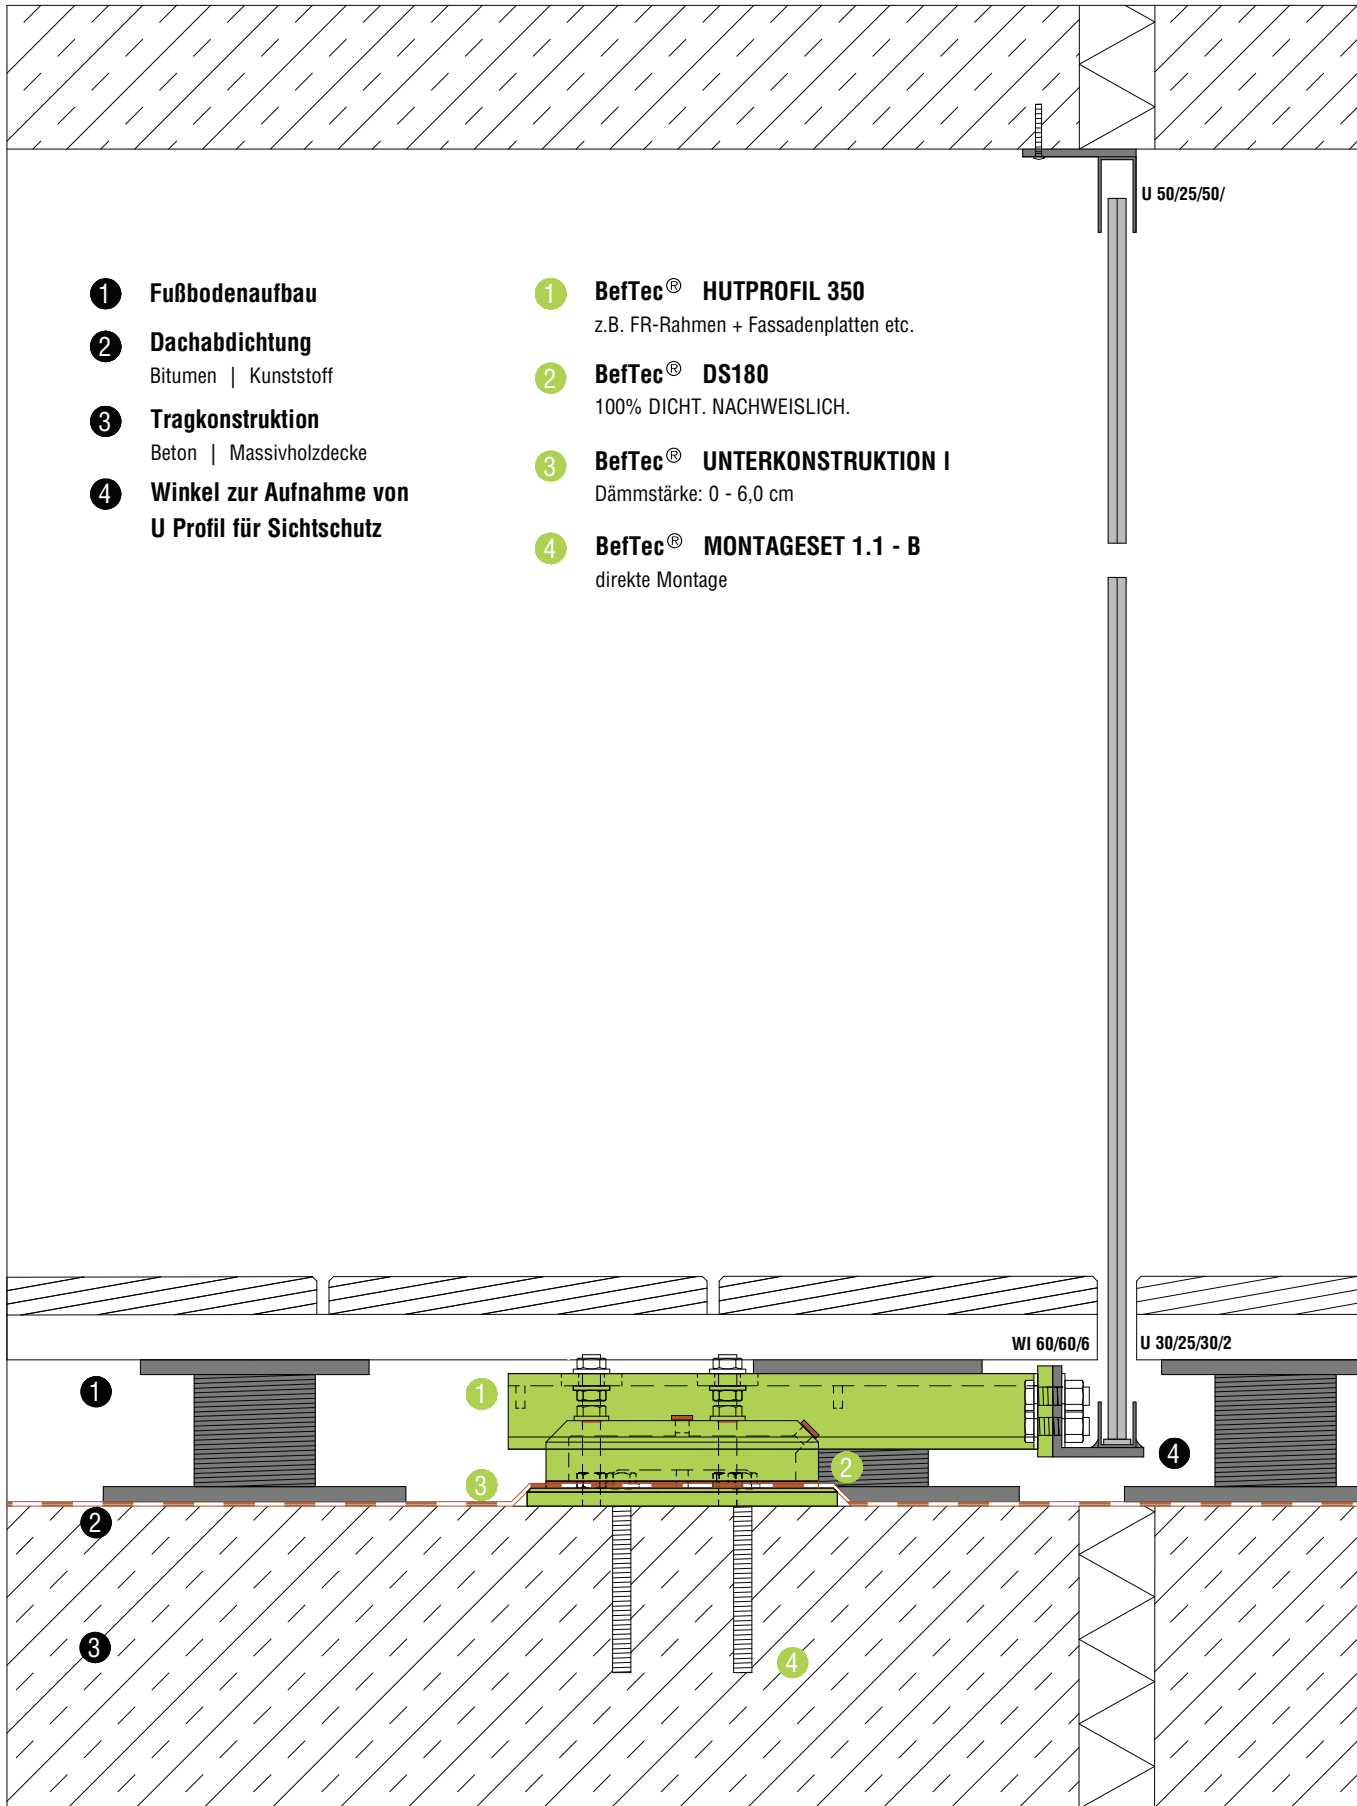 U 50/25/50/
1 Fußbodenaufbau
2 Dachabdichtung
Bitumen | Kunststoff
3 Tragkonstruktion
Beton | Massivholzdecke
4 Winkel zur Aufnahme von
U Profil für Sichtschutz
1 BefTec® HUTPROFIL 350
z.B. FR-Rahmen + Fassadenplatten etc.
2 BefTec® DS180
100% DICHT. NACHWEISLICH.
3 BefTec® UNTERKONSTRUKTION I
Dämmstärke: 0 - 6,0 cm
4 BefTec® MONTAGESET 1.1 - B
direkte Montage
WI 60/60/6
U 30/25/30/2
1
1
4
2
3
2
3
4